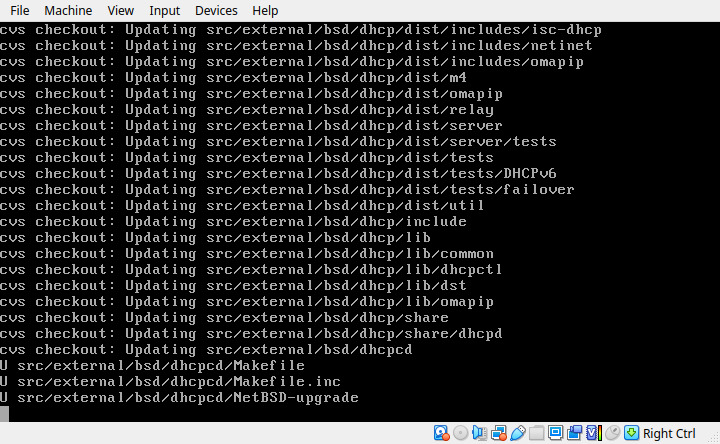 File Machine View Input Devices Help
cvs checkout: Updating src/external/bsd/dhcp/dist/includes/isc-dhcp
cvs checkout: Updating src/external/bsd/dhcp/dist/includes/netinet
cvs checkout: Updating src/external/bsd/dhcp/dist/includes/omapip
cvs checkout: Updating src/external/bsd/dhcp/dist/m4
cvs checkout: Updating src/external/bsd/dhcp/dist/omapip
cvs checkout: Updating src/external/bsd/dhcp/dist/relay
cvs checkout: Updating src/external/bsd/dhcp/dist/server
cvs checkout: Updating src/external/bsd/dhcp/dist/server/tests
cvs checkout: Updating src/external/bsd/dhcp/dist/tests
cvs checkout: Updating src/external/bsd/dhcp/dist/tests/DHCPv6
cvs checkout: Updating src/external/bsd/dhcp/dist/tests/failover
cvs checkout: Updating src/external/bsd/dhcp/dist/util
cvs checkout: Updating src/external/bsd/dhcp/include
cvs checkout: Updating src/external/bsd/dhcp/lib
cvs checkout: Updating src/external/bsd/dhcp/lib/common
cvs checkout: Updating src/external/bsd/dhcp/lib/dhcpctl
cvs checkout: Updating src/external/bsd/dhcp/lib/dst
cvs checkout: Updating src/external/bsd/dhcp/lib/omapip
cvs checkout: Updating src/external/bsd/dhcp/share
cvs checkout: Updating src/external/bsd/dhcp/share/dhcpd
cvs checkout: Updating src/external/bsd/dhcpcd
U src/external/bsd/dhcpcd/Makefile
U src/external/bsd/dhcpcd/Makefile.inc
U src/external/bsd/dhcpcd/NetBSD-upgrade
Right Ctrl